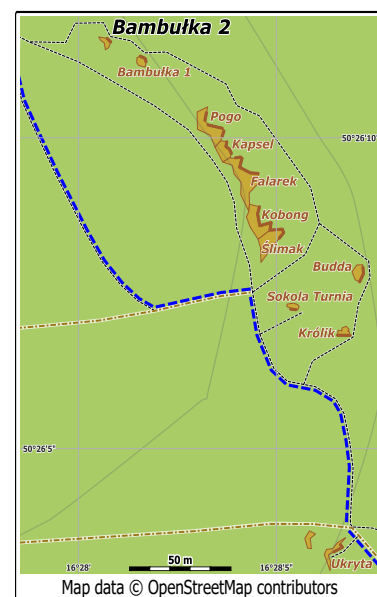 Bambułka 2
Bambułka 1
Pogo
50°26'10"
Kapsel
Falarek
Kobong
Ślimak
Budda
Sokola Turnia
Królik
50°26'5"
50 m
16°28'
16°28'5"
Ukryta
Map data © OpenStreetMap contributors